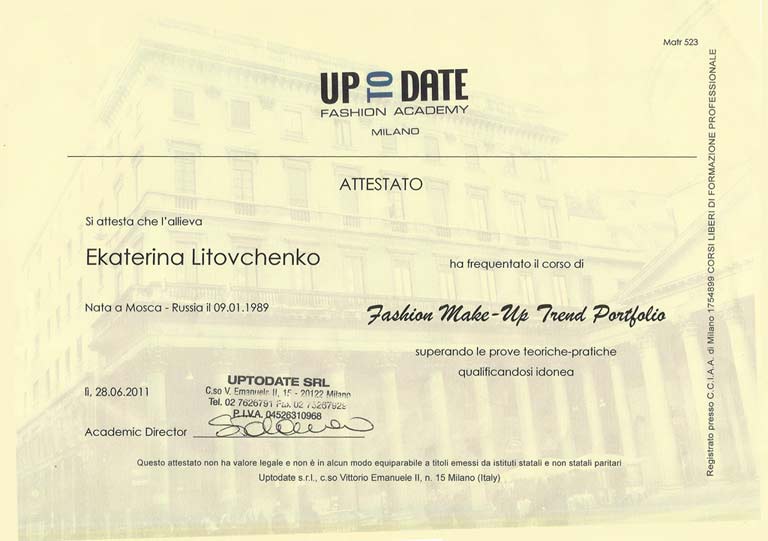 Matr 523
UP TO DATE
FASHION ACADEMY
MILANO
ATTESTATO
Si attesta che l'allieva
Ekaterina Litovchenko
ha frequentato il corso di
Nata a Mosca - Russia il 09.01.1989
Fashion Make-Up Trend Portfolio
superando le prove teoriche-pratiche
qualificandosi idonea
lì, 28.06.2011
UPTODATE SRL
C.so V. Emanuele II, 15 - 20122 Milano
Tel. 02 7626791 Fax. 02
P.I.VA. 04526310968
Academic Director
Questo attestato non ha valore legale e non è in alcun modo equiparabile a titoli emessi da istituti statali e non statali paritari
Uptodate s.r.l., c.so Vittorio Emanuele II, n. 15 Milano (Italy)
Registrato presso C.C.I.A.A. di Milano 1754899 CORSI LIBERI DI FORMAZIONE PROFESSIONALE